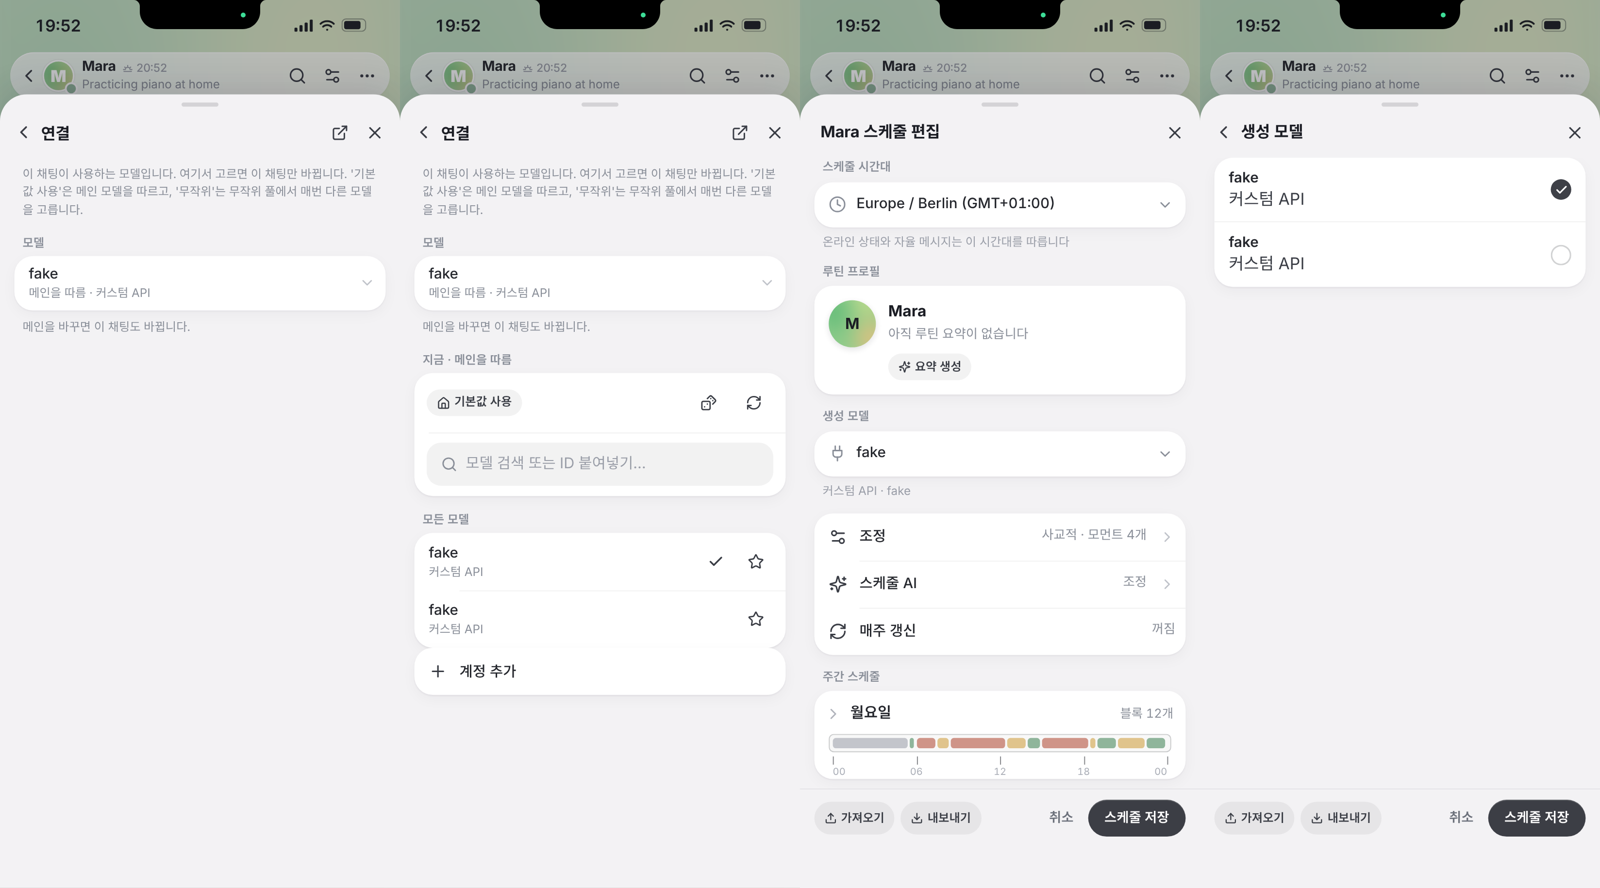 19:52
Mara 20:52
Practicing piano at home
연결
이 채팅이 사용하는 모델입니다. 여기서 고르면 이 채팅만 바뀝니다. '기본
값 사용'은 메인 모델을 따르고, '무작위'는 무작위 풀에서 매번 다른 모델
을 고릅니다.
모델
fake
메인을 따름 · 커스텀 API
메인을 바꾸면 이 채팅도 바뀝니다.
19:52
Mara 20:52
Practicing piano at home
연결
이 채팅이 사용하는 모델입니다. 여기서 고르면 이 채팅만 바뀝니다. '기본
값 사용'은 메인 모델을 따르고, '무작위'는 무작위 풀에서 매번 다른 모델
을 고릅니다.
모델
fake
메인을 따름 · 커스텀 API
메인을 바꾸면 이 채팅도 바뀝니다.
지금 · 메인을 따름
기본값 사용
모델 검색 또는 ID 붙여넣기...
모든 모델
fake
커스텀 API
fake
커스텀 API
계정 추가
19:52
Mara 20:52
Practicing piano at home
Mara 스케줄 편집
스케줄 시간대
Europe / Berlin (GMT+01:00)
온라인 상태와 자율 메시지는 이 시간대를 따릅니다
루틴 프로필
M
Mara
아직 루틴 요약이 없습니다
요약 생성
생성 모델
fake
커스텀 API · fake
조정 사교적 · 모먼트 4개
스케줄 AI 조정
매주 갱신 꺼짐
주간 스케줄
월요일 블록 12개
00 06 12 18 00
가져오기 내보내기 취소 스케줄 저장
19:52
Mara 20:52
Practicing piano at home
생성 모델
fake
커스텀 API
fake
커스텀 API
가져오기 내보내기 취소 스케줄 저장